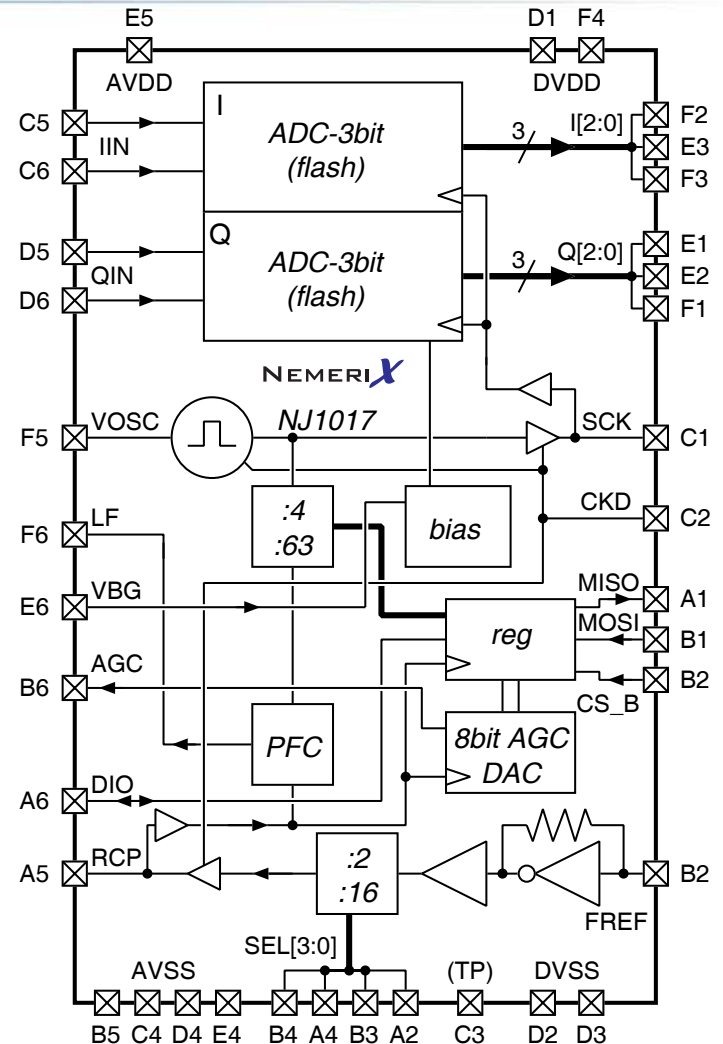 E5 D1 F4
AVDD DVDD
C5 IIN C6
D5 QIN D6
I
ADC-3bit
(flash)
3 I[2:0]
F2
E3
F3
Q
ADC-3bit
(flash)
3 Q[2:0]
E1
E2
F1
NEMERIX
F5 VOSC NJ1017 SCK C1
CKD C2
F6 LF
:4
:63
bias
E6 VBG
MISO A1
reg
MOSI B1
B6 AGC
CS_B B2
PFC
8bit AGC
DAC
A6 DIO
A5 RCP
:2
:16
FREF B2
SEL[3:0]
AVSS (TP) DVSS
B5 C4 D4 E4 B4 A4 B3 A2 C3 D2 D3